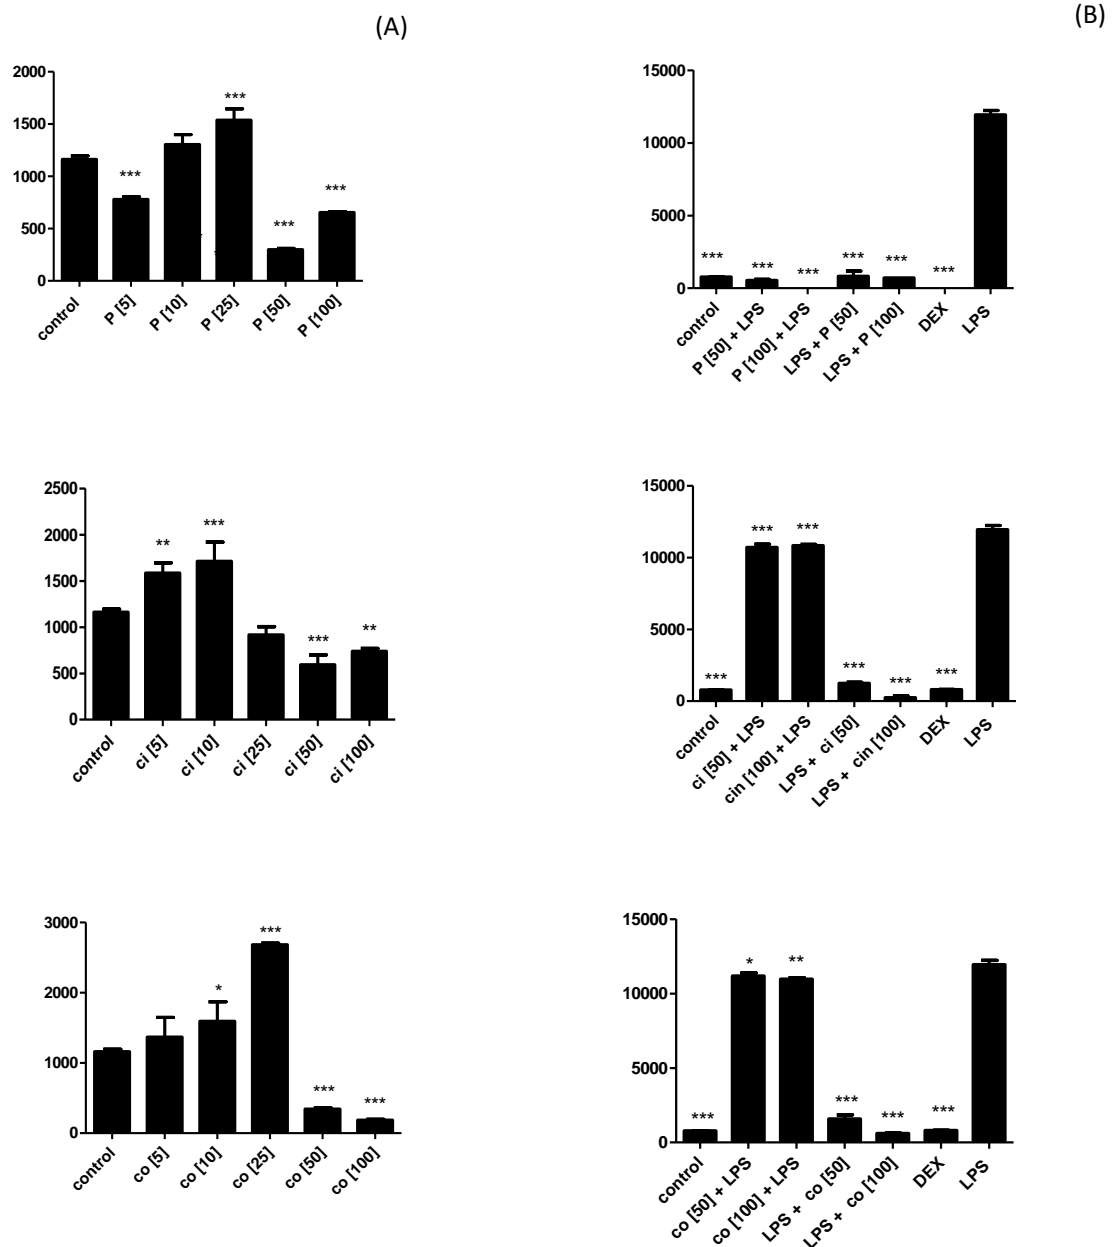 (A)
(B)
2000
1500
1000
500
0
***
***
***
***
control
P [5]
P [10]
P [25]
P [50]
P [100]
15000
10000
5000
0
***
***
***
***
***
***
control
P [50] + LPS
P [100] + LPS
LPS + P [50]
LPS + P [100]
DEX
LPS
2500
2000
1500
1000
500
0
**
***
***
**
control
ci [5]
ci [10]
ci [25]
ci [50]
ci [100]
15000
10000
5000
0
***
***
***
***
***
***
control
ci [50] + LPS
cin [100] + LPS
LPS + ci [50]
LPS + cin [100]
DEX
LPS
3000
2000
1000
0
*
***
***
***
control
co [5]
co [10]
co [25]
co [50]
co [100]
15000
10000
5000
0
***
*
**
***
***
***
control
co [50] + LPS
co [100] + LPS
LPS + co [50]
LPS + co [100]
DEX
LPS